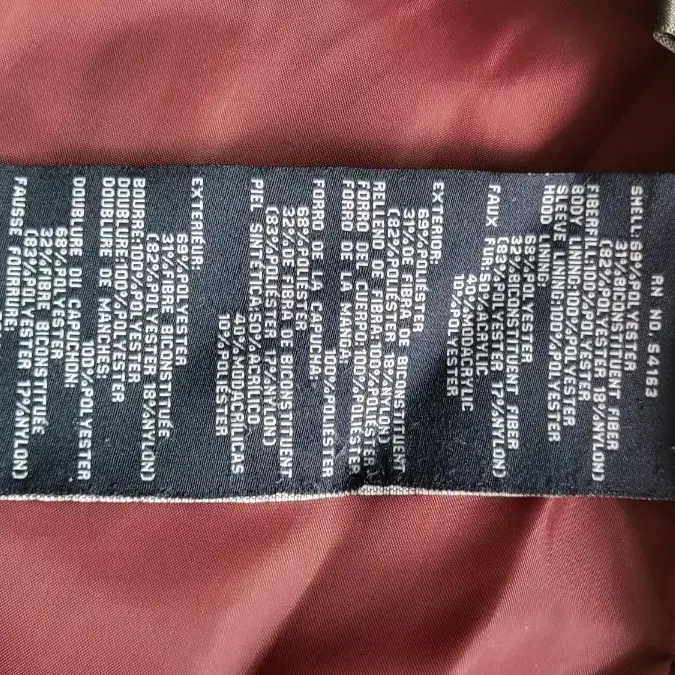 RN NO. 54163
SHELL:69%POLYESTER
31%BICONSTITUENT FIBER
(82%POLYESTER 18%NYLON)
FIBERFILL:100%POLYESTER
BODY LINING:100%POLYESTER
SLEEVE LINING:100%POLYESTER
HOOD LINING:
68%POLYESTER
32%BICONSTITUENT FIBER
(83%POLYESTER 17%NYLON)
FAUX FUR:50%ACRYLIC
40%MODACRYLIC
10%POLYESTER
EXTERIOR:
69%POLIÉSTER
31% DE FIBRA DE BICONSTITUENT
(82%POLIESTER 18%NYLON)
RELLENO DE FIBRA:100%POLIESTER
FORRO DEL CUERPO:100%POLIESTER
FORRO DE LA MANGA:
100%POLIESTER
FORRO DE LA CAPUCHA:
68%POLIESTER
32% DE FIBRA DE BICONSTITUENT
(83%POLIESTER 17%NYLON)
PIEL SINTÉTICA:50%ACRÍLICO
40%MODACRÍLICAS
10%POLIESTER
EXTERIEUR:
69%POLYESTER
31%FIBRE BICONSTITUÉE
(82%POLYESTER 18%NYLON)
BOURRE:100%POLYESTER
DOUBLURE:100%POLYESTER
DOUBLURE DE MANCHES:
100%POLYESTER
DOUBLURE DU CAPUCHON:
68%POLYESTER
32%FIBRE BICONSTITUÉE
(83%POLYESTER 17%NYLON)
FAUSSE